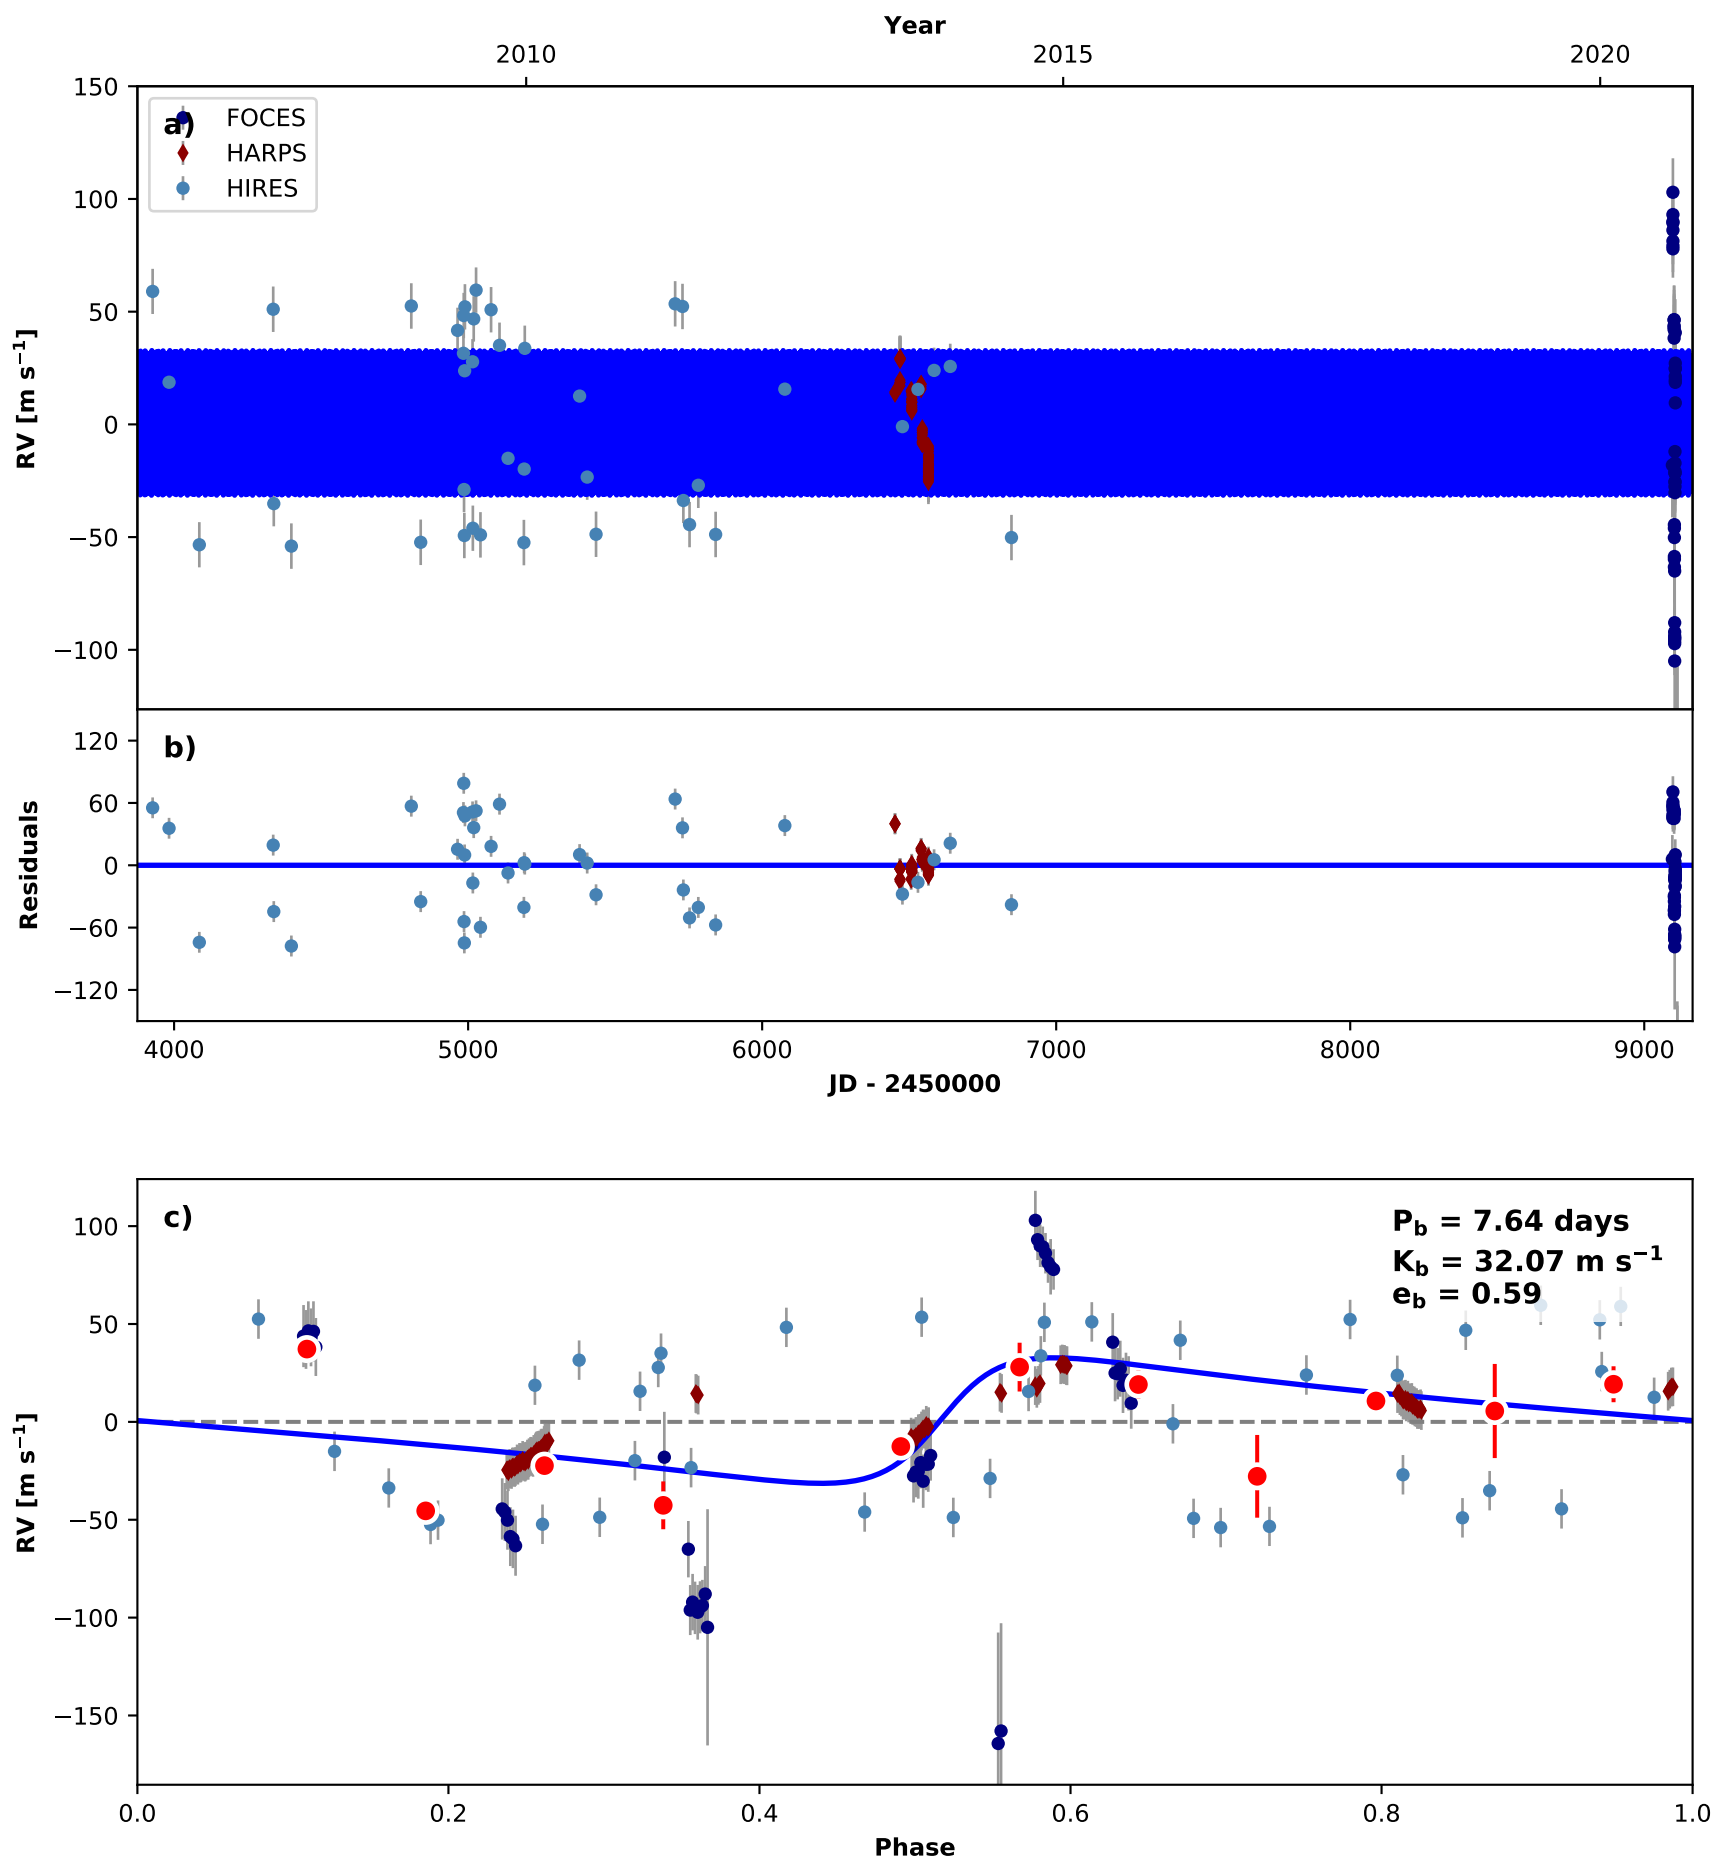 Year
2010 2015 2020
150
a) FOCES
HARPS
HIRES
100
50
0
−50
−100
RV [m s⁻¹]
b)
120
60
0
−60
−120
Residuals
4000 5000 6000 7000 8000 9000
JD - 2450000
c)
P_b = 7.64 days
K_b = 32.07 m s⁻¹
e_b = 0.59
100
50
0
−50
−100
−150
RV [m s⁻¹]
0.0 0.2 0.4 0.6 0.8 1.0
Phase